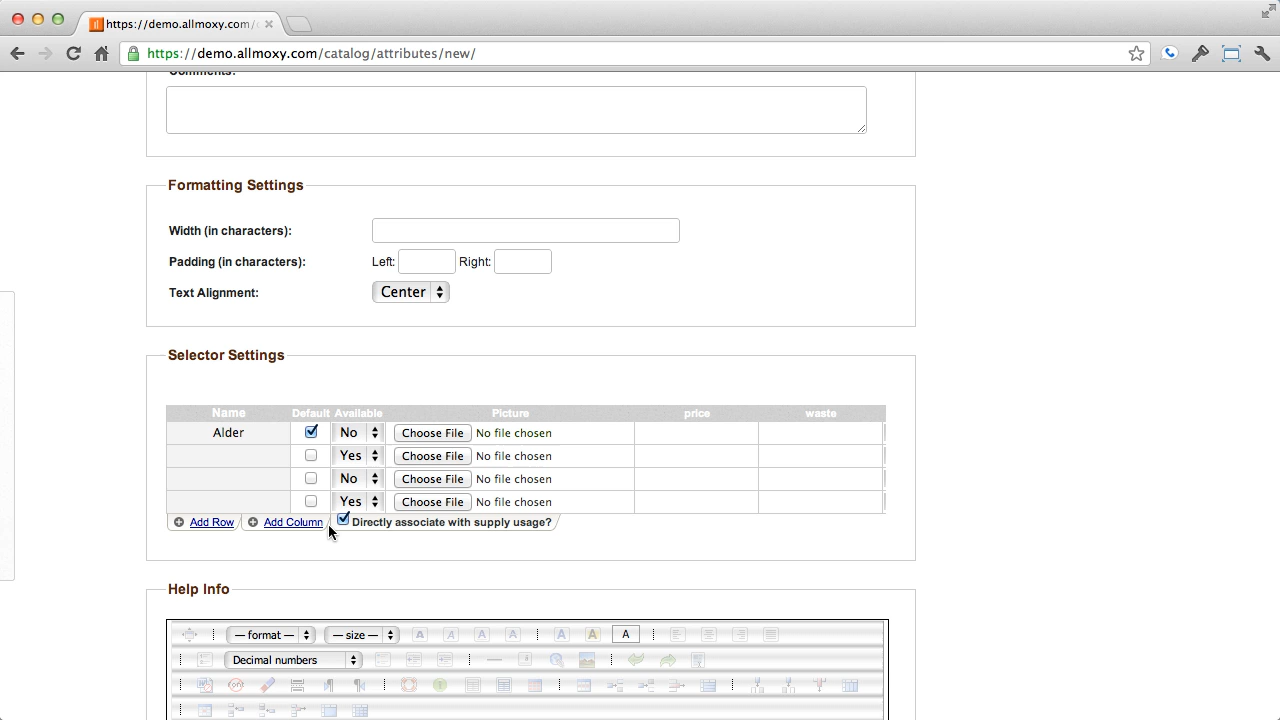 https://demo.allmoxy.com/
https://demo.allmoxy.com/catalog/attributes/new/
Comments:
Formatting Settings
Width (in characters):
Padding (in characters): Left: Right:
Text Alignment: Center
Selector Settings
Name Default Available Picture price waste
Alder No Choose File No file chosen
Yes Choose File No file chosen
No Choose File No file chosen
Yes Choose File No file chosen
Add Row Add Column Directly associate with supply usage?
Help Info
— format — — size — A A A A A A A
Decimal numbers